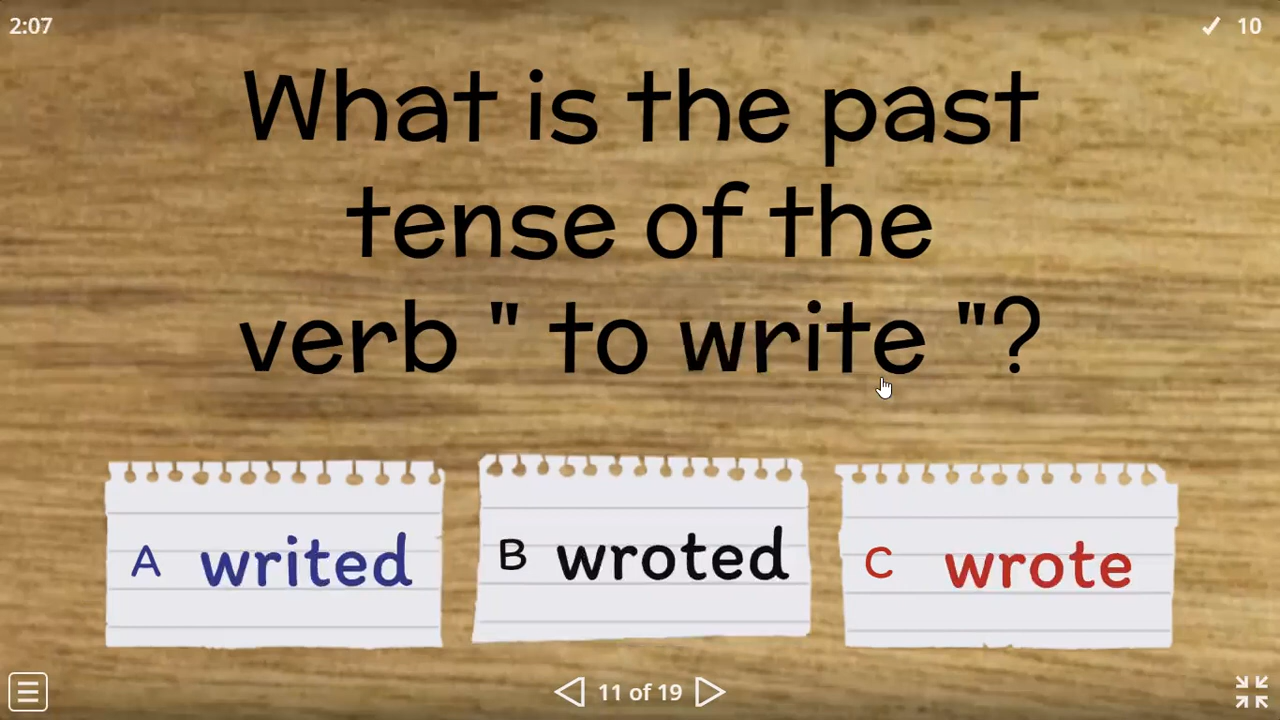 2:07
✓ 10
What is the past
tense of the
verb " to write "?
A writed
B wroted
C wrote
11 of 19